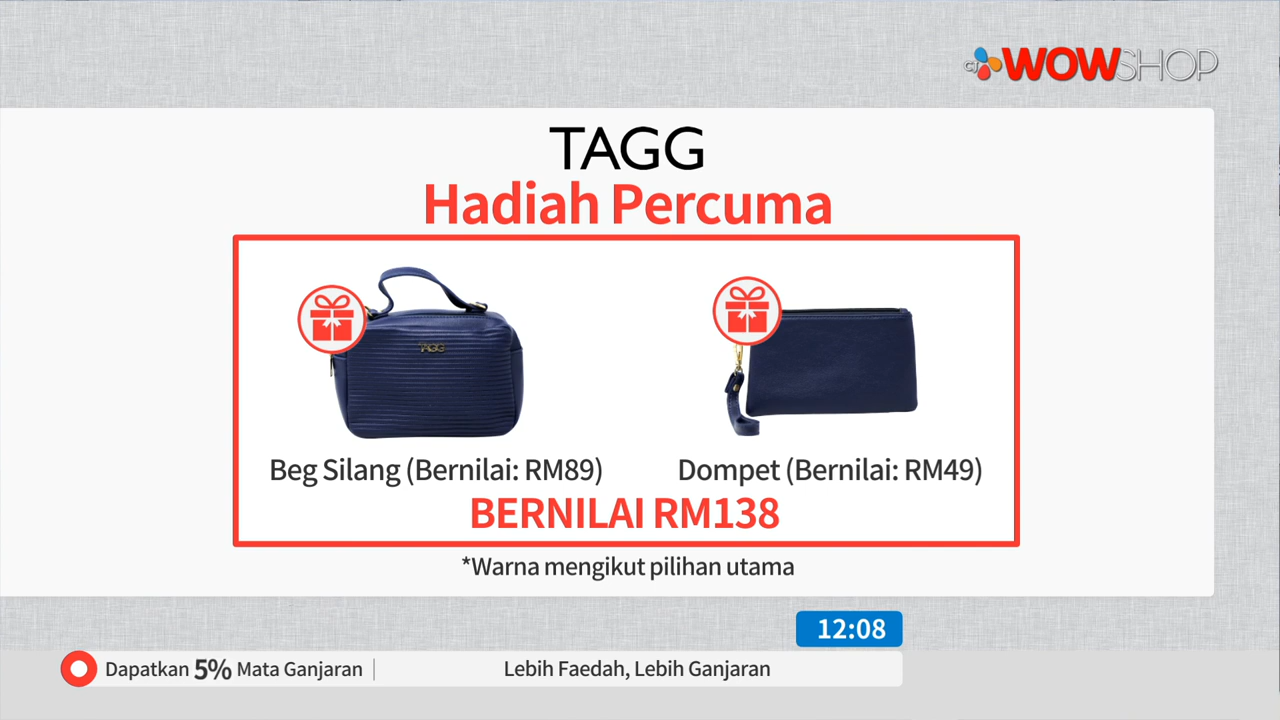 CJ WOWSHOP
TAGG
Hadiah Percuma
TAGG
Beg Silang (Bernilai: RM89)
Dompet (Bernilai: RM49)
BERNILAI RM138
*Warna mengikut pilihan utama
12:08
Dapatkan 5% Mata Ganjaran
Lebih Faedah, Lebih Ganjaran